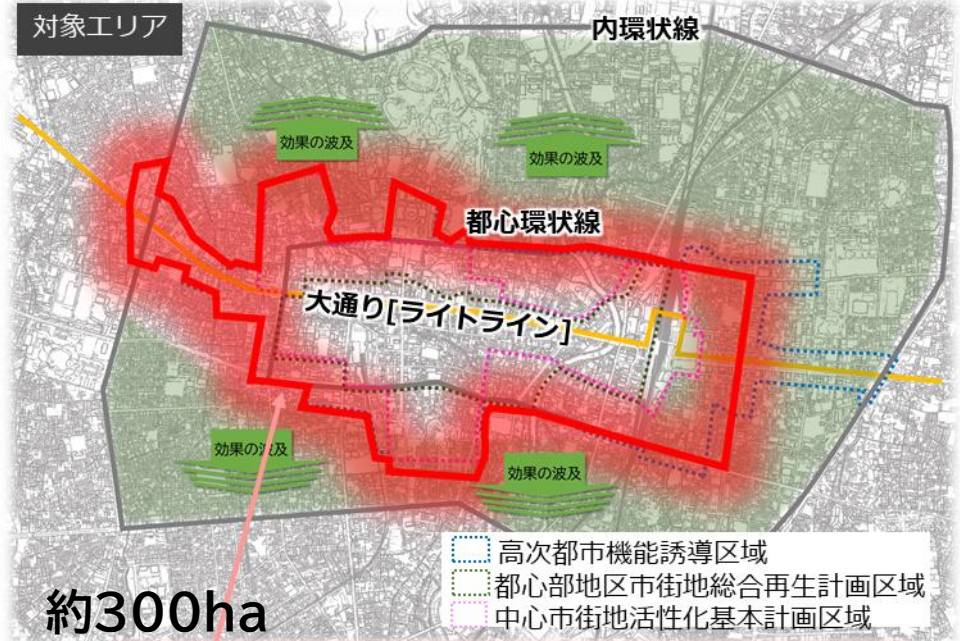 対象エリア
内環状線
効果の波及
効果の波及
都心環状線
大通り[ライトライン]
効果の波及
効果の波及
高次都市機能誘導区域
都心部地区市街地総合再生計画区域
中心市街地活性化基本計画区域
約300ha